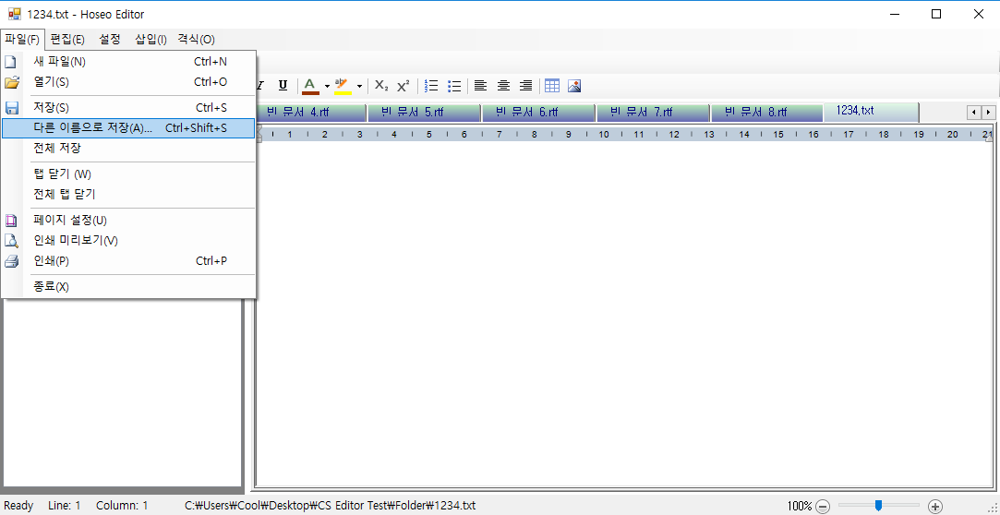 1234.txt - Hoseo Editor
파일(F) 편집(E) 설정 삽입(I) 격식(O)
새 파일(N) Ctrl+N
열기(S) Ctrl+O
저장(S) Ctrl+S
다른 이름으로 저장(A)... Ctrl+Shift+S
전체 저장
탭 닫기 (W)
전체 탭 닫기
페이지 설정(U)
인쇄 미리보기(V)
인쇄(P) Ctrl+P
종료(X)
I U A ab X₂ X²
빈 문서 4.rtf 빈 문서 5.rtf 빈 문서 6.rtf 빈 문서 7.rtf 빈 문서 8.rtf 1234.txt
1 2 3 4 5 6 7 8 9 10 11 12 13 14 15 16 17 18 19 20 21
Ready Line: 1 Column: 1 C:₩Users₩Cool₩Desktop₩CS Editor Test₩Folder₩1234.txt 100%